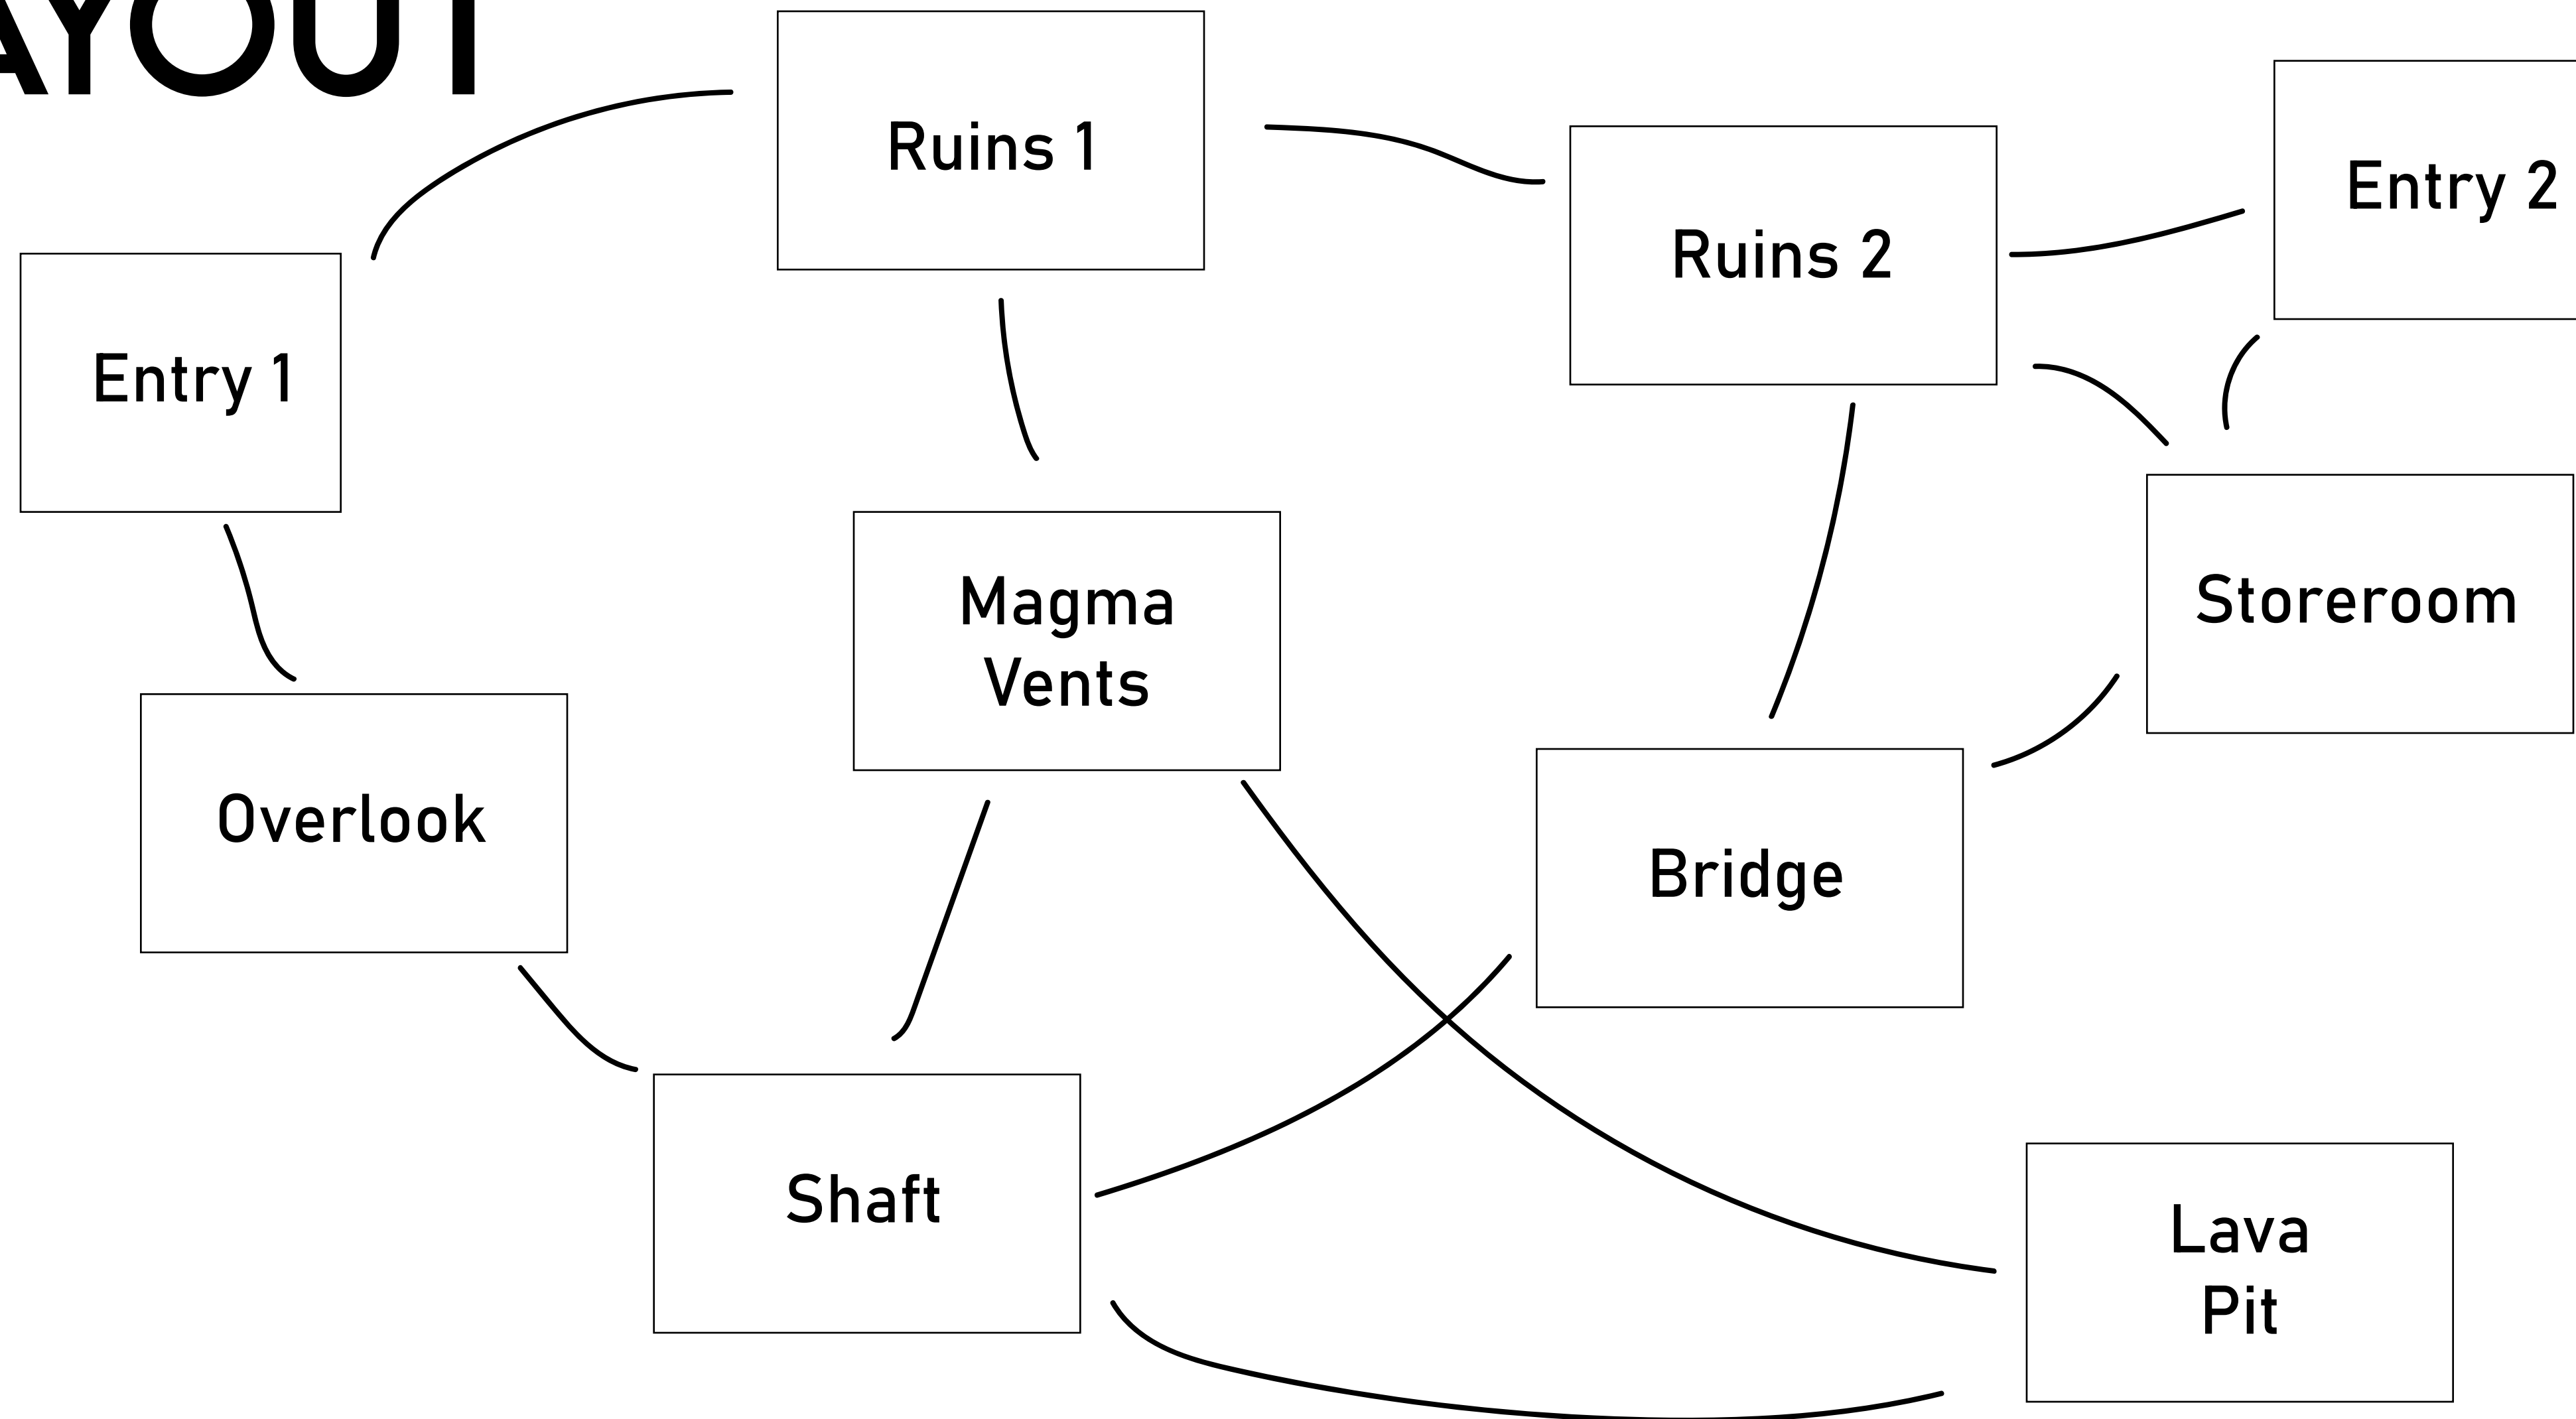 AYOUT
Ruins 1
Entry 2
Ruins 2
Entry 1
Magma
Vents
Storeroom
Overlook
Bridge
Shaft
Lava
Pit